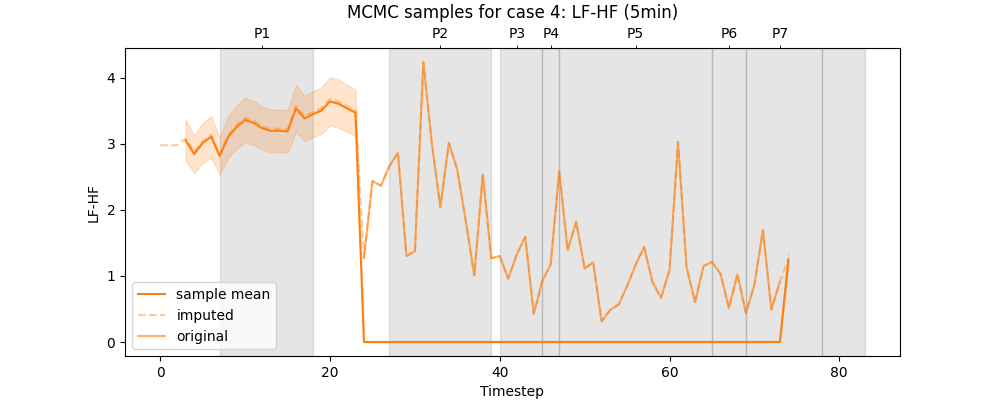 MCMC samples for case 4: LF-HF (5min)
P1 P2 P3 P4 P5 P6 P7
4
3
2
1
0
LF-HF
sample mean
imputed
original
0 20 40 60 80
Timestep